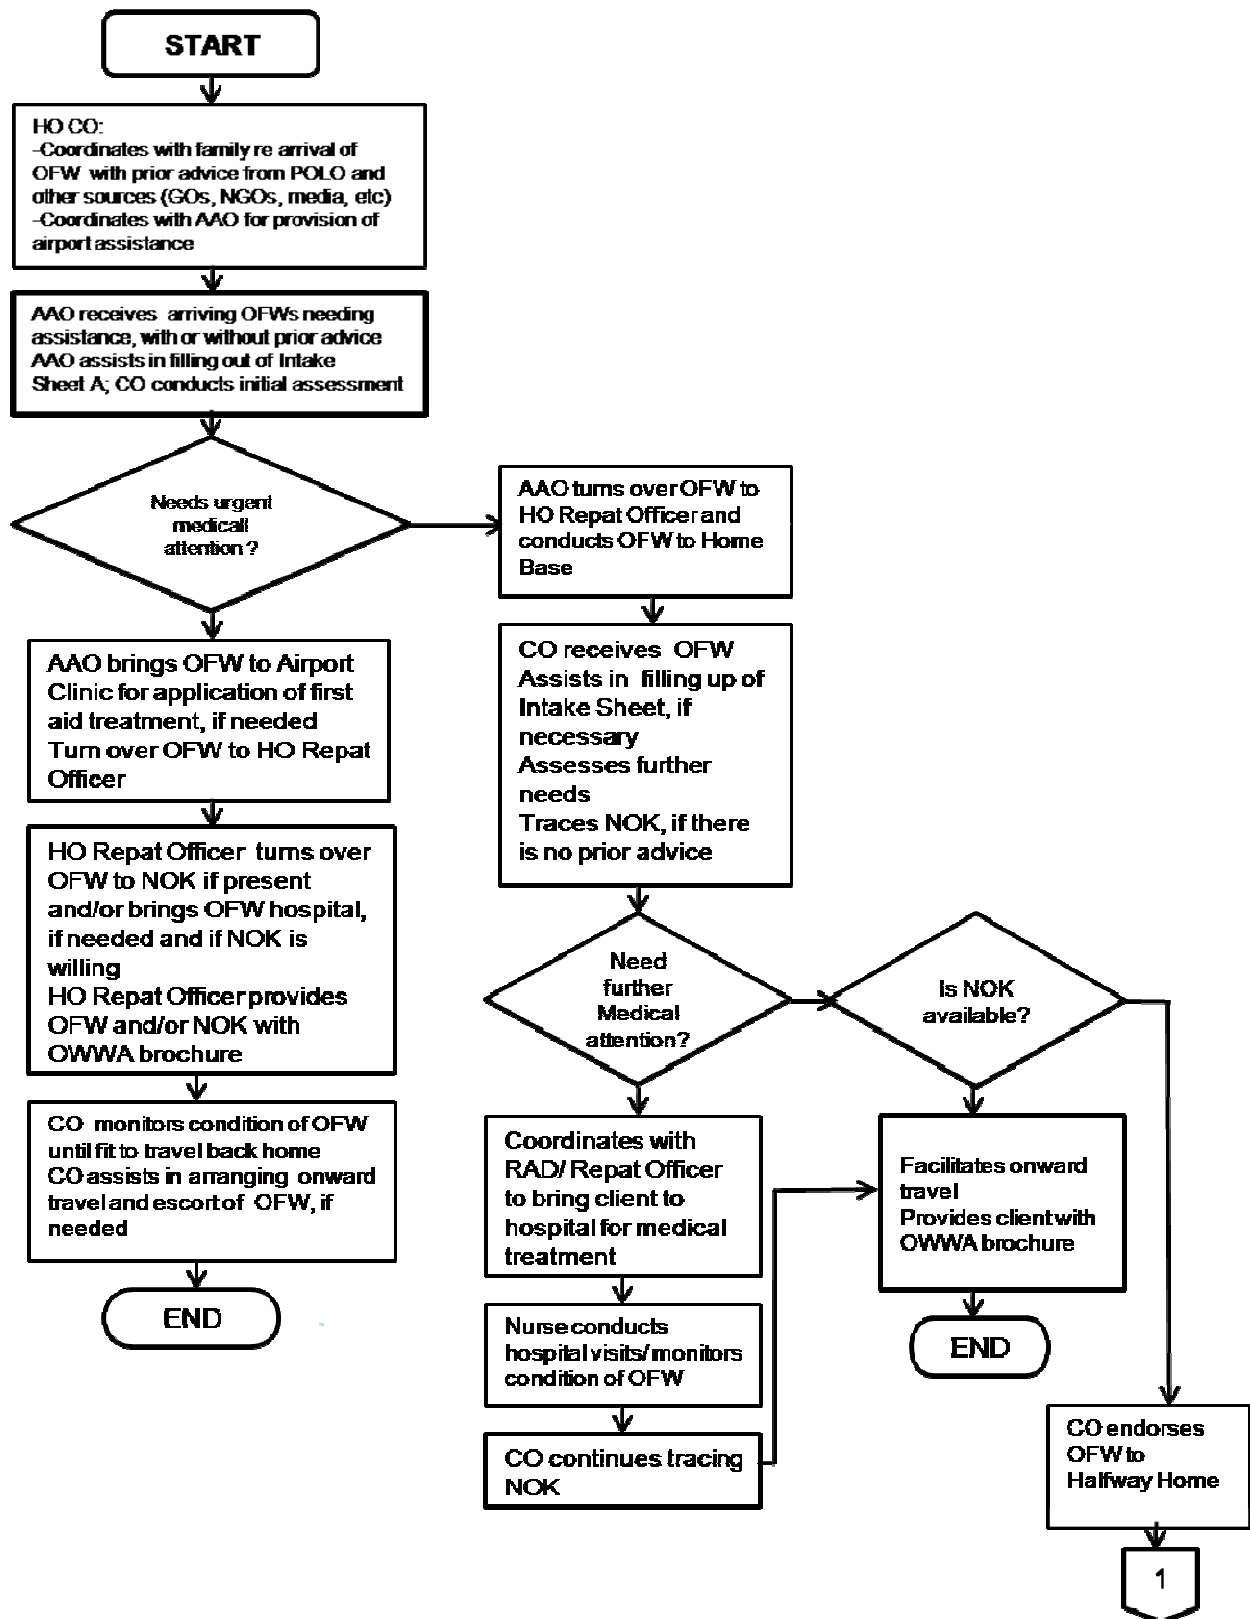 START
HO CO:
-Coordinates with family re arrival of
OFW with prior advice from POLO and
other sources (GOs, NGOs, media, etc)
-Coordinates with AAO for provision of
airport assistance
AAO receives arriving OFWs needing
assistance, with or without prior advice
AAO assists in filling out of Intake
Sheet A; CO conducts initial assessment
Needs urgent
medicall
attention ?
AAO turns over OFW to
HO Repat Officer and
conducts OFW to Home
Base
AAO brings OFW to Airport
Clinic for application of first
aid treatment, if needed
Turn over OFW to HO Repat
Officer
CO receives OFW
Assists in filling up of
Intake Sheet, if
necessary
Assesses further
needs
Traces NOK, if there
is no prior advice
HO Repat Officer turns over
OFW to NOK if present
and/or brings OFW hospital,
if needed and if NOK is
willing
HO Repat Officer provides
OFW and/or NOK with
OWWA brochure
Need
further
Medical
attention?
Is NOK
available?
CO monitors condition of OFW
until fit to travel back home
CO assists in arranging onward
travel and escort of OFW, if
needed
END
Coordinates with
RAD/ Repat Officer
to bring client to
hospital for medical
treatment
Facilitates onward
travel
Provides client with
OWWA brochure
END
Nurse conducts
hospital visits/ monitors
condition of OFW
CO continues tracing
NOK
CO endorses
OFW to
Halfway Home
1